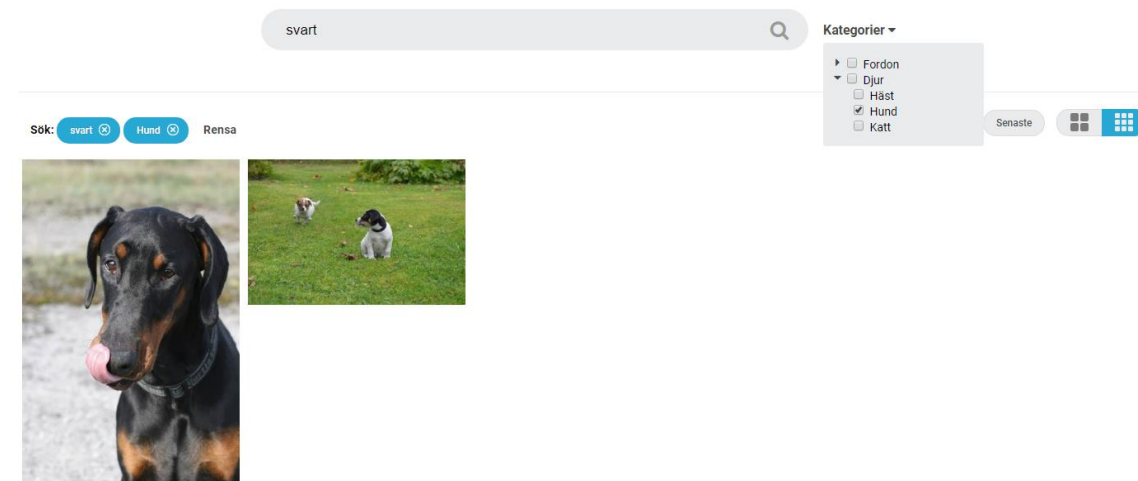 svart
Kategorier
Fordon
Djur
Häst
Hund
Katt
Sök: svart Hund Rensa
Senaste